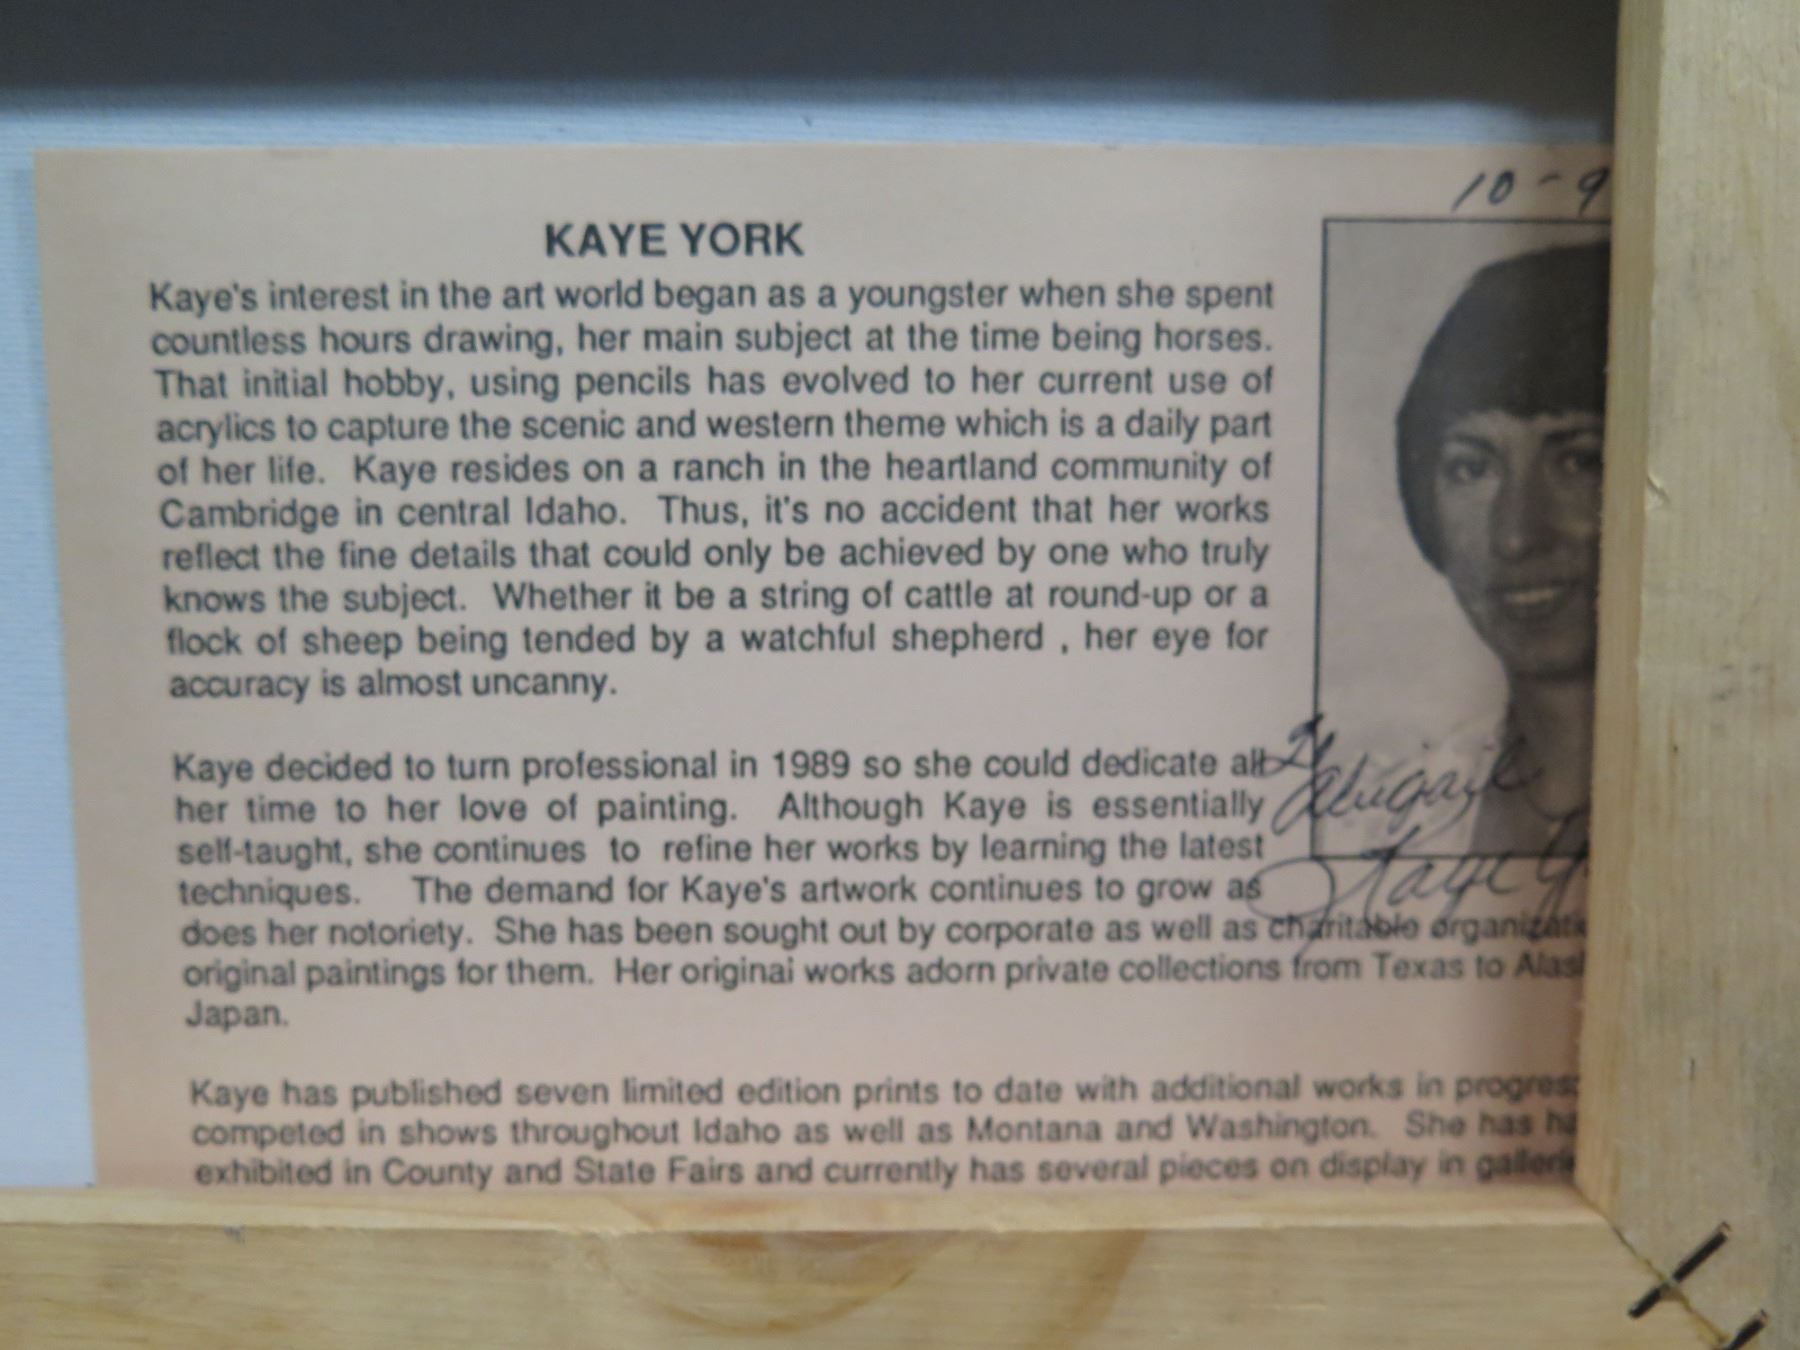 10-9
KAYE YORK
Kaye's interest in the art world began as a youngster when she spent
countless hours drawing, her main subject at the time being horses.
That initial hobby, using pencils has evolved to her current use of
acrylics to capture the scenic and western theme which is a daily part
of her life. Kaye resides on a ranch in the heartland community of
Cambridge in central Idaho. Thus, it's no accident that her works
reflect the fine details that could only be achieved by one who truly
knows the subject. Whether it be a string of cattle at round-up or a
flock of sheep being tended by a watchful shepherd , her eye for
accuracy is almost uncanny.
Kaye decided to turn professional in 1989 so she could dedicate all
her time to her love of painting. Although Kaye is essentially
self-taught, she continues to refine her works by learning the latest
techniques. The demand for Kaye's artwork continues to grow as
does her notoriety. She has been sought out by corporate as well as charitable organizati
original paintings for them. Her original works adorn private collections from Texas to Alas
Japan.
Abigail
Kaye Y
Kaye has published seven limited edition prints to date with additional works in progres
competed in shows throughout Idaho as well as Montana and Washington. She has ha
exhibited in County and State Fairs and currently has several pieces on display in galleri